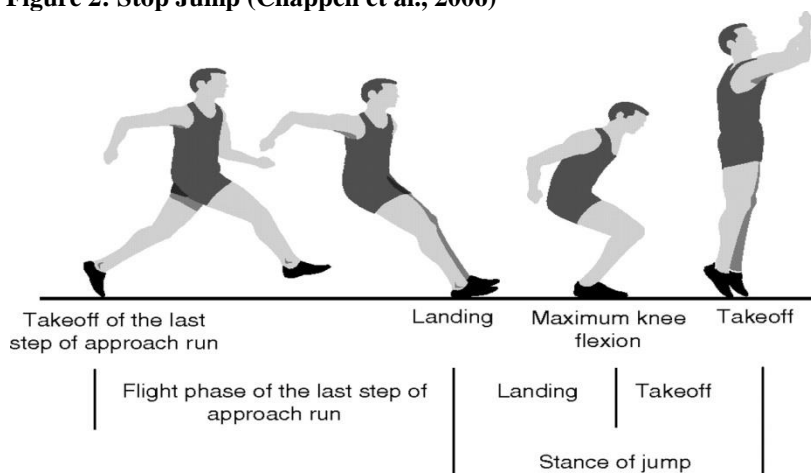 Figure 2: Stop Jump (Chappell et al., 2006)
Takeoff of the last
step of approach run
Landing
Maximum knee
flexion
Takeoff
Flight phase of the last step of
approach run
Landing
Takeoff
Stance of jump